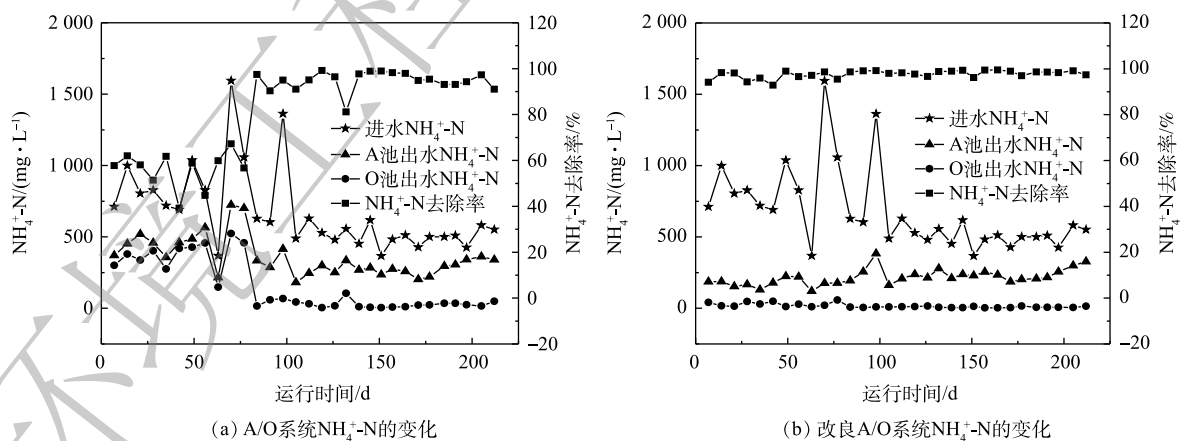 2 000
1 500
1 000
500
0
NH₄⁺-N/(mg·L⁻¹)
120
100
80
60
40
20
0
−20
NH₄⁺-N去除率/%
进水NH₄⁺-N
A池出水NH₄⁺-N
O池出水NH₄⁺-N
NH₄⁺-N去除率
0 50 100 150 200
运行时间/d
(a) A/O系统NH₄⁺-N的变化
2 000
1 500
1 000
500
0
NH₄⁺-N/(mg·L⁻¹)
120
100
80
60
40
20
0
−20
NH₄⁺-N去除率/%
进水NH₄⁺-N
A池出水NH₄⁺-N
O池出水NH₄⁺-N
NH₄⁺-N去除率
0 50 100 150 200
运行时间/d
(b) 改良A/O系统NH₄⁺-N的变化
环境工程